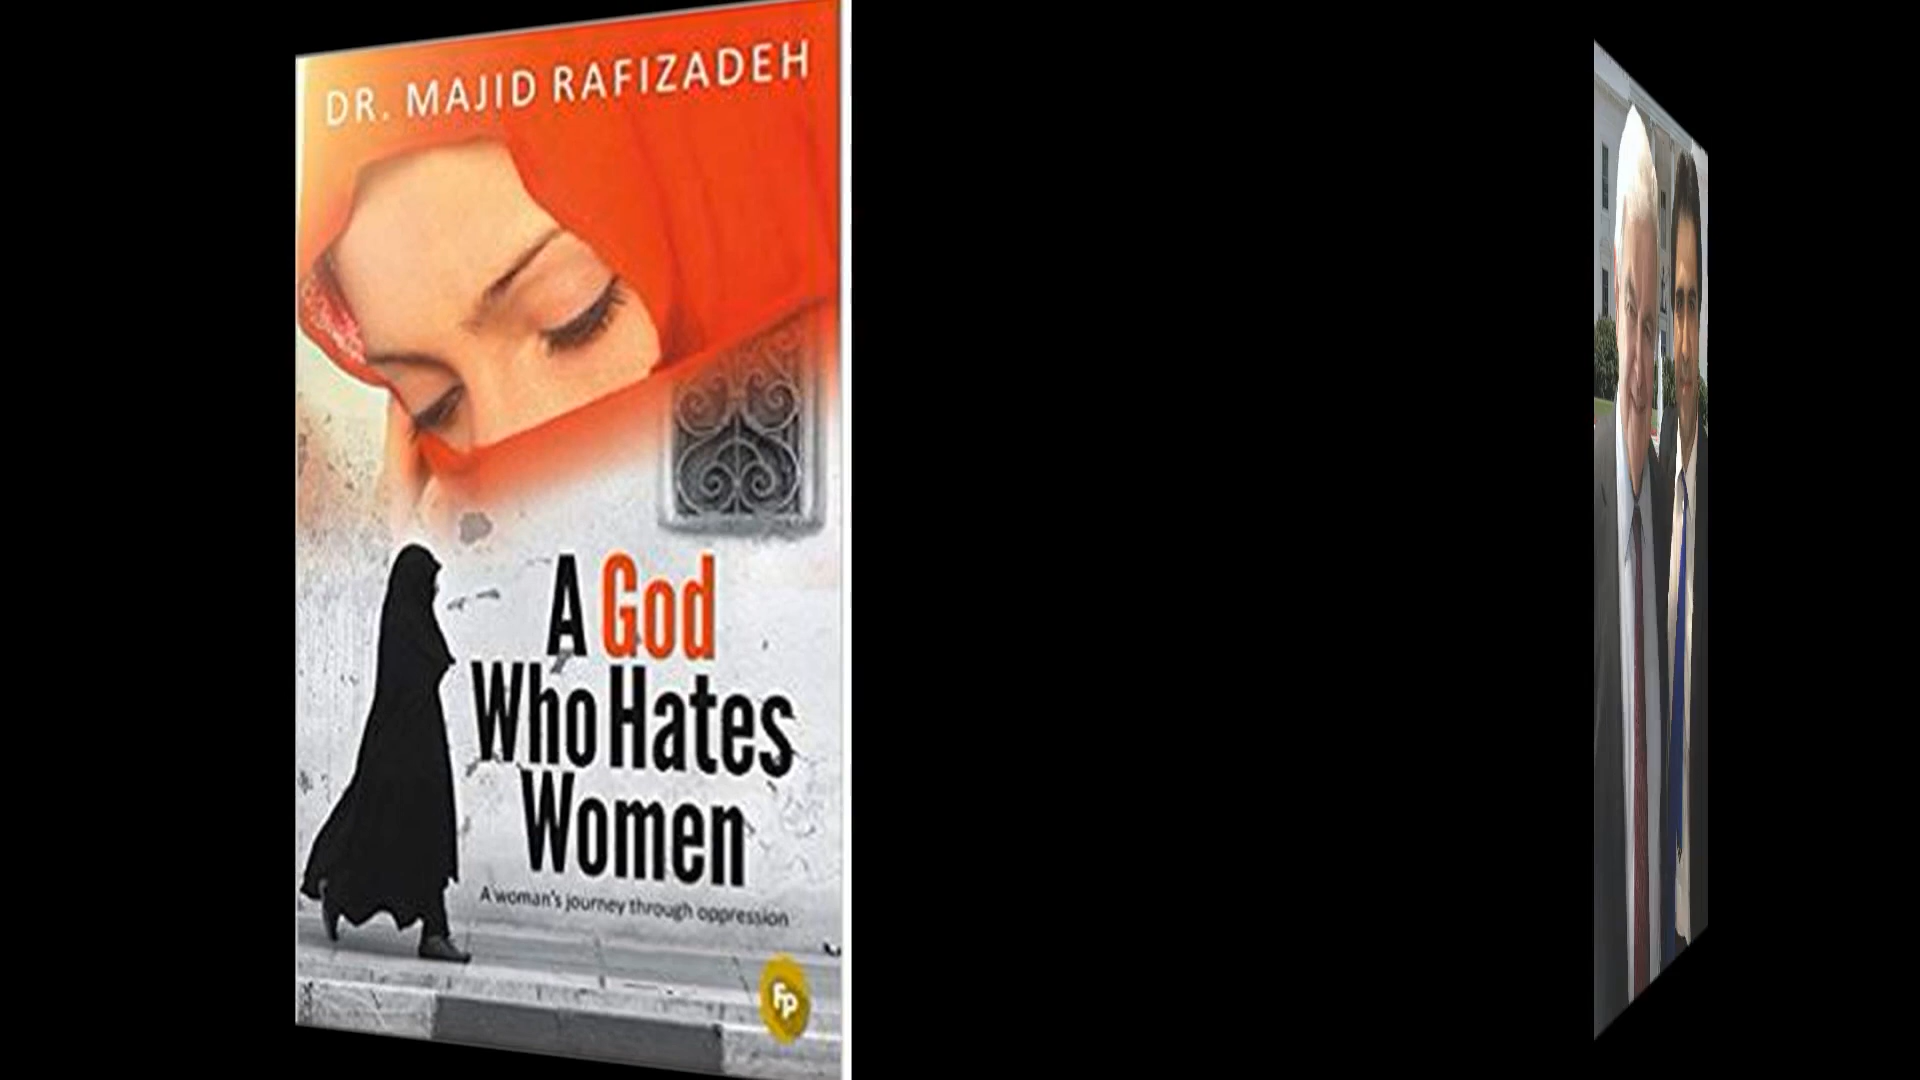 DR. MAJID RAFIZADEH
A God
Who Hates
Women
A woman's journey through oppression
Fp